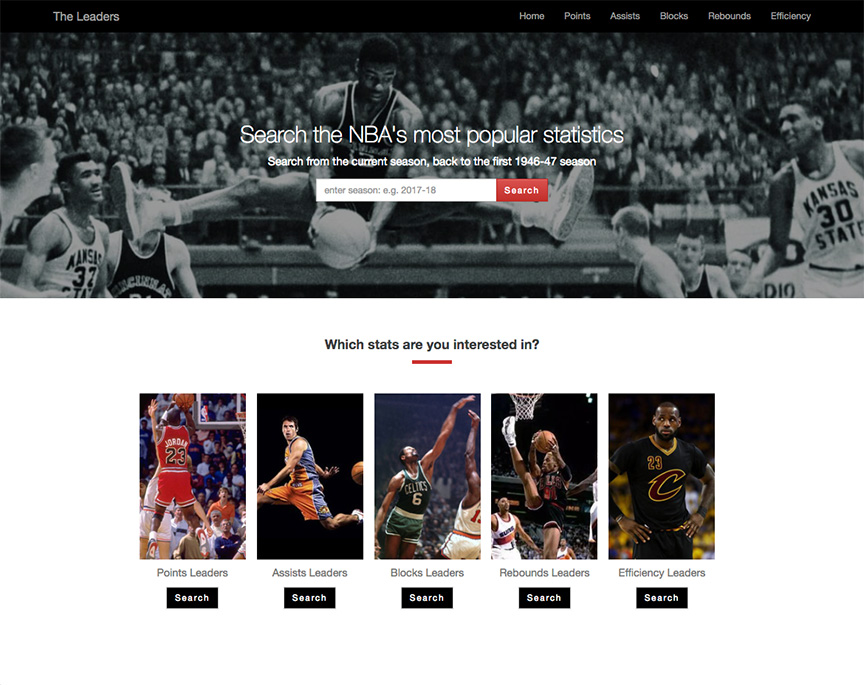 The Leaders
Home Points Assists Blocks Rebounds Efficiency
Search the NBA's most popular statistics
Search from the current season, back to the first 1946-47 season
enter season: e.g. 2017-18 Search
KANSAS
30
STATE
KANSAS
32
Which stats are you interested in?
JORDAN
23
CELTICS
6
23
C
Points Leaders Assists Leaders Blocks Leaders Rebounds Leaders Efficiency Leaders
Search Search Search Search Search